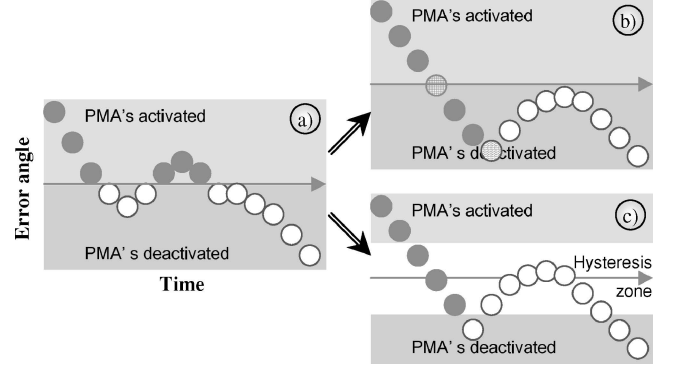 PMA's activated
a)
Error angle
PMA' s deactivated
Time
PMA's activated
b)
PMA' s deactivated
PMA's activated
c)
Hysteresis
zone
PMA' s deactivated